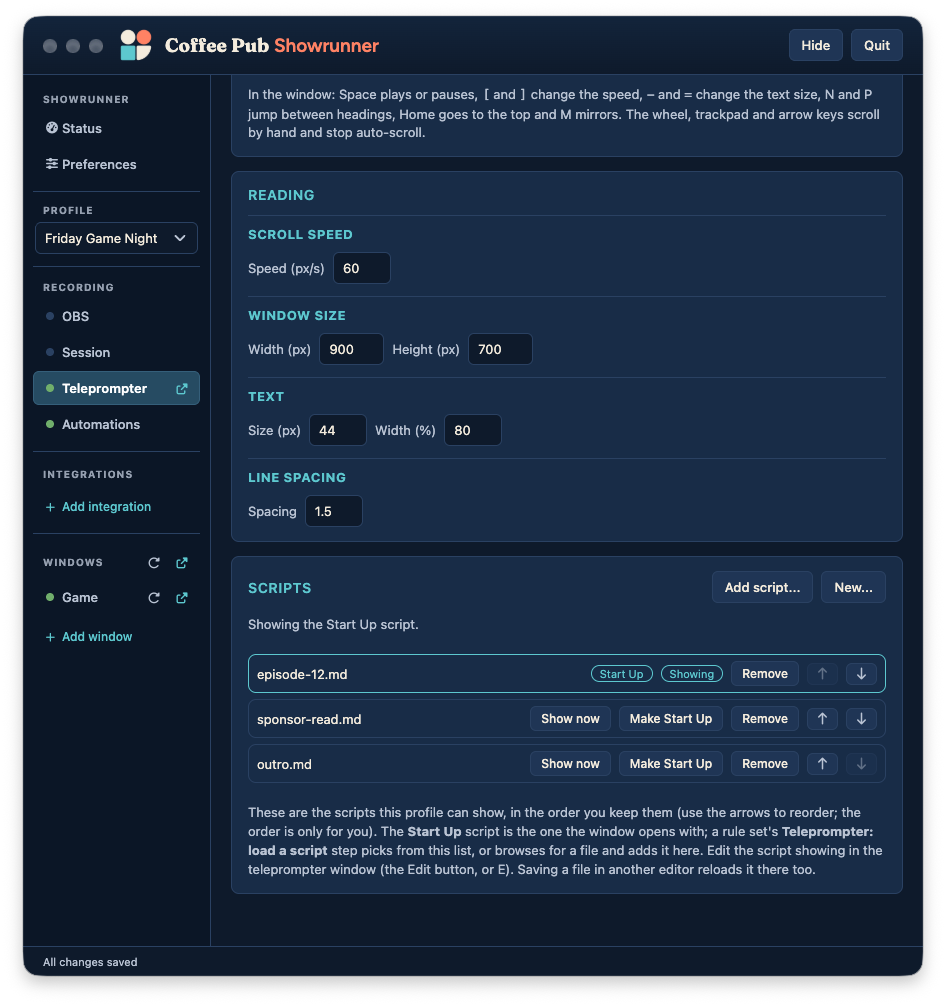 Coffee Pub Showrunner
Hide
Quit
SHOWRUNNER
Status
Preferences
PROFILE
Friday Game Night
RECORDING
OBS
Session
Teleprompter
Automations
INTEGRATIONS
+ Add integration
WINDOWS
Game
+ Add window
In the window: Space plays or pauses, [ and ] change the speed, – and = change the text size, N and P
jump between headings, Home goes to the top and M mirrors. The wheel, trackpad and arrow keys scroll
by hand and stop auto-scroll.
READING
SCROLL SPEED
Speed (px/s) 60
WINDOW SIZE
Width (px) 900 Height (px) 700
TEXT
Size (px) 44 Width (%) 80
LINE SPACING
Spacing 1.5
SCRIPTS
Add script...
New...
Showing the Start Up script.
episode-12.md Start Up Showing Remove ↑ ↓
sponsor-read.md Show now Make Start Up Remove ↑ ↓
outro.md Show now Make Start Up Remove ↑ ↓
These are the scripts this profile can show, in the order you keep them (use the arrows to reorder; the
order is only for you). The Start Up script is the one the window opens with; a rule set's Teleprompter:
load a script step picks from this list, or browses for a file and adds it here. Edit the script showing in the
teleprompter window (the Edit button, or E). Saving a file in another editor reloads it there too.
All changes saved